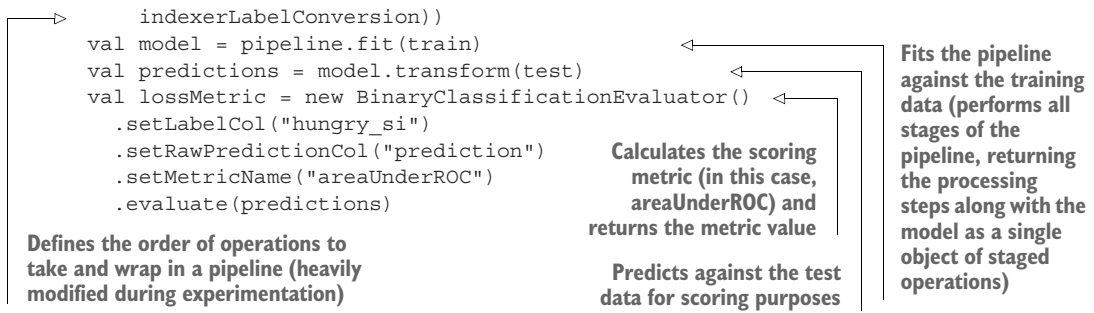 indexerLabelConversion))
val model = pipeline.fit(train)
val predictions = model.transform(test)
val lossMetric = new BinaryClassificationEvaluator()
.setLabelCol("hungry_si")
.setRawPredictionCol("prediction")
.setMetricName("areaUnderROC")
.evaluate(predictions)
Fits the pipeline
against the training
data (performs all
stages of the
pipeline, returning
the processing
steps along with the
model as a single
object of staged
operations)
Calculates the scoring
metric (in this case,
areaUnderROC) and
returns the metric value
Defines the order of operations to
take and wrap in a pipeline (heavily
modified during experimentation)
Predicts against the test
data for scoring purposes